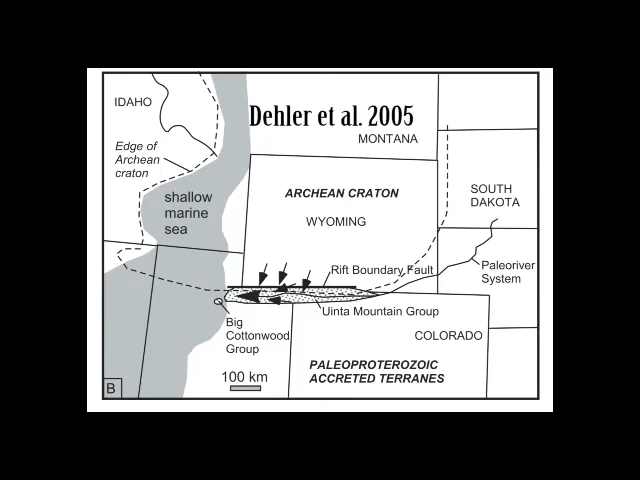 IDAHO
Dehler et al. 2005
MONTANA
Edge of
Archean
craton
shallow
marine
sea
ARCHEAN CRATON
WYOMING
SOUTH
DAKOTA
Rift Boundary Fault
Paleoriver
System
Uinta Mountain Group
Big
Cottonwood
Group
COLORADO
PALEOPROTEROZOIC
ACCRETED TERRANES
100 km
B